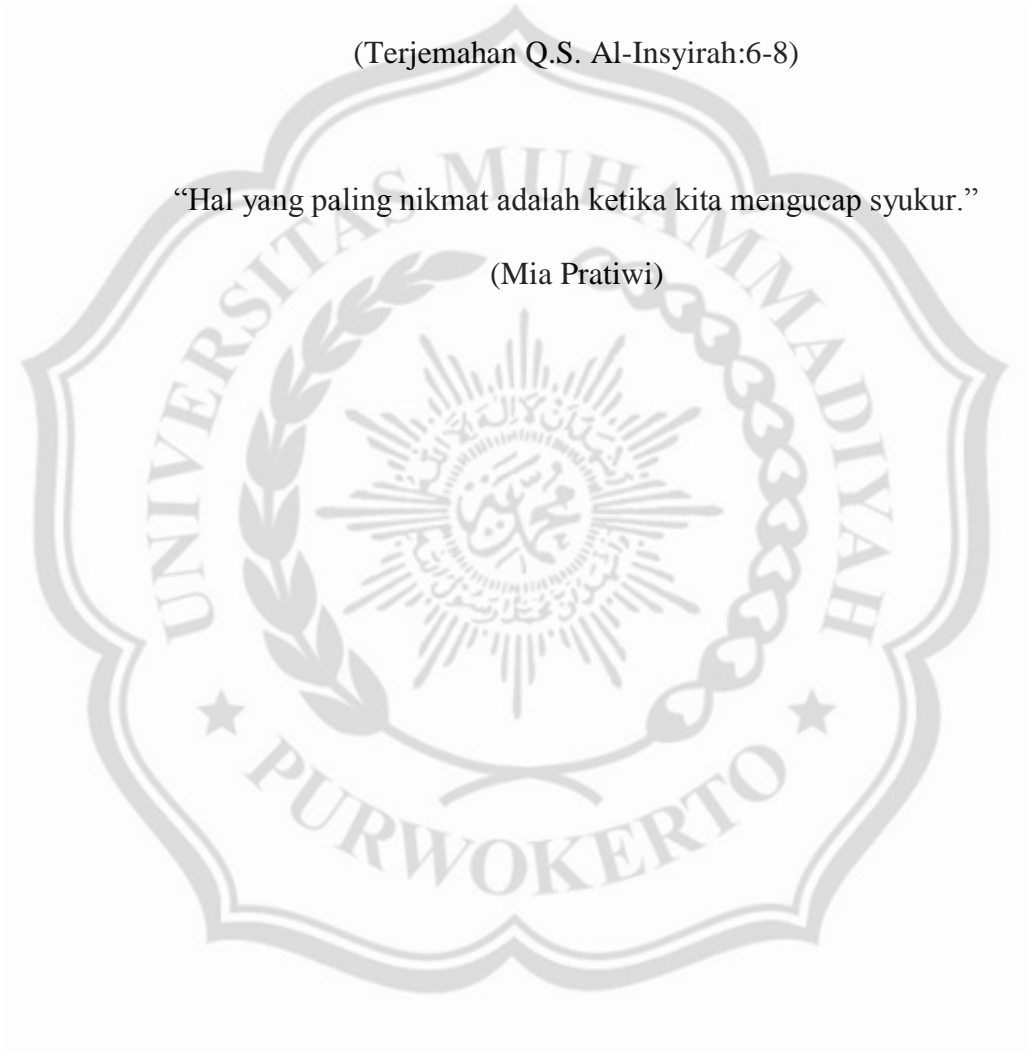 (Terjemahan Q.S. Al-Insyirah:6-8)
“Hal yang paling nikmat adalah ketika kita mengucap syukur.”
(Mia Pratiwi)
UNIVERSITAS MUHAMMADIYAH
PURWOKERTO